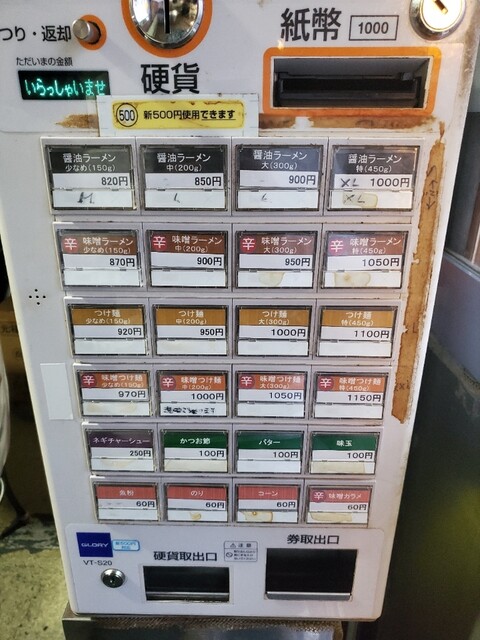 つり・返却
紙幣 1000
ただいまの金額
いらっしゃいませ
硬貨
500 新500円使用できます
醤油ラーメン
少なめ(150g)
820円
醤油ラーメン
中(200g)
850円
醤油ラーメン
大(300g)
900円
醤油ラーメン
特(450g)
XL 1000円
XL
辛 味噌ラーメン
少なめ(150g)
870円
辛 味噌ラーメン
中(200g)
900円
辛 味噌ラーメン
大(300g)
950円
辛 味噌ラーメン
特(450g)
1050円
つけ麺
少なめ(150g)
920円
つけ麺
中(200g)
950円
つけ麺
大(300g)
1000円
つけ麺
特(450g)
1100円
辛 味噌つけ麺
少なめ(150g)
970円
辛 味噌つけ麺
中(200g)
1000円
辛 味噌つけ麺
大(300g)
1050円
辛 味噌つけ麺
特(450g)
1150円
ネギチャーシュー
250円
かつお節
100円
バター
100円
味玉
100円
魚粉
60円
のり
60円
コーン
60円
辛 味噌カラメ
60円
GLORY
VT-S20
硬貨取出口
注意
券取出口